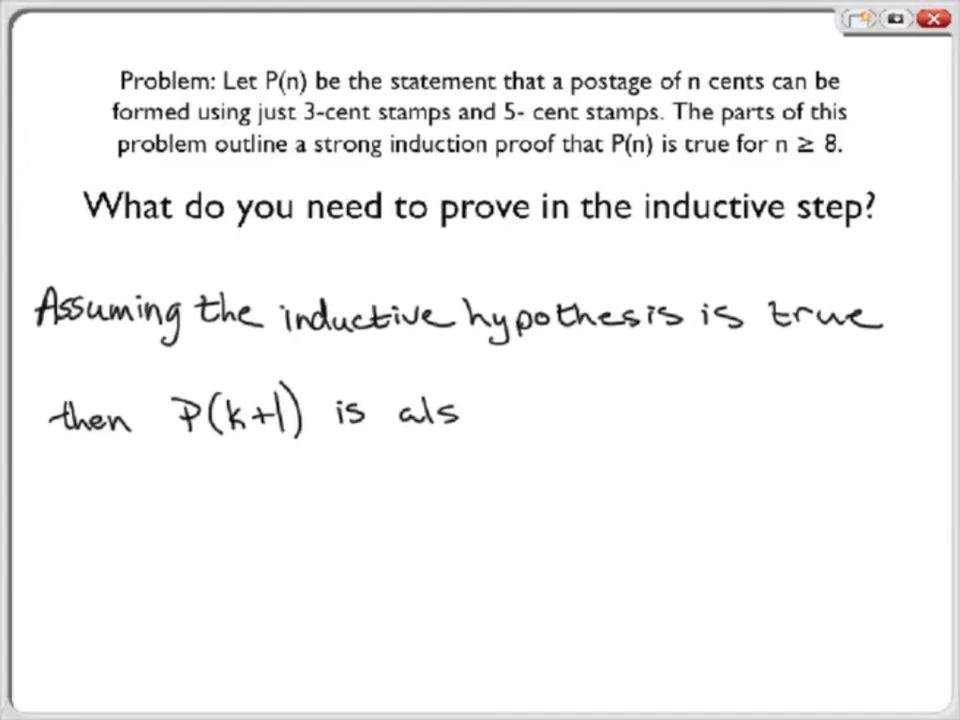 Problem: Let P(n) be the statement that a postage of n cents can be
formed using just 3-cent stamps and 5- cent stamps. The parts of this
problem outline a strong induction proof that P(n) is true for n ≥ 8.
What do you need to prove in the inductive step?
Assuming the inductive hypothesis is true
then P(k+1) is als